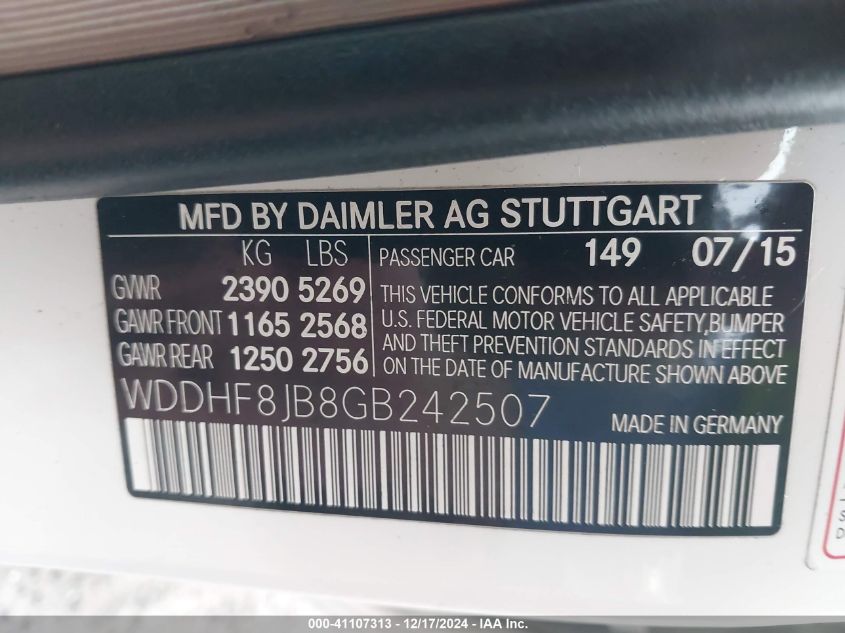 MFD BY DAIMLER AG STUTTGART
KG LBS
GVWR 2390 5269
GAWR FRONT 1165 2568
GAWR REAR 1250 2756
PASSENGER CAR 149 07/15
THIS VEHICLE CONFORMS TO ALL APPLICABLE
U.S. FEDERAL MOTOR VEHICLE SAFETY,BUMPER
AND THEFT PREVENTION STANDARDS IN EFFECT
ON THE DATE OF MANUFACTURE SHOWN ABOVE
WDDHF8JB8GB242507
MADE IN GERMANY
S
D
000-41107313 - 12/17/2024 - IAA Inc.